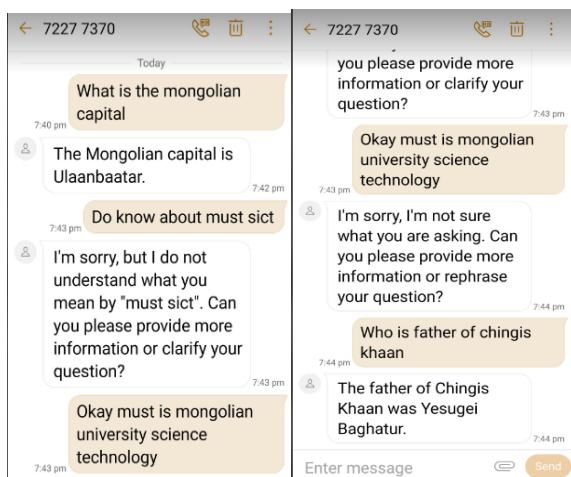 7227 7370
Today
What is the mongolian
capital
7:40 pm
The Mongolian capital is
Ulaanbaatar.
7:42 pm
Do know about must sict
7:43 pm
I'm sorry, but I do not
understand what you
mean by "must sict". Can
you please provide more
information or clarify your
question?
7:43 pm
Okay must is mongolian
university science
technology
7:43 pm
7227 7370
you please provide more
information or clarify your
question?
7:43 pm
Okay must is mongolian
university science
technology
7:43 pm
I'm sorry, I'm not sure
what you are asking. Can
you please provide more
information or rephrase
your question?
7:44 pm
Who is father of chingis
khaan
7:44 pm
The father of Chingis
Khaan was Yesugei
Baghatur.
7:44 pm
Enter message
Send